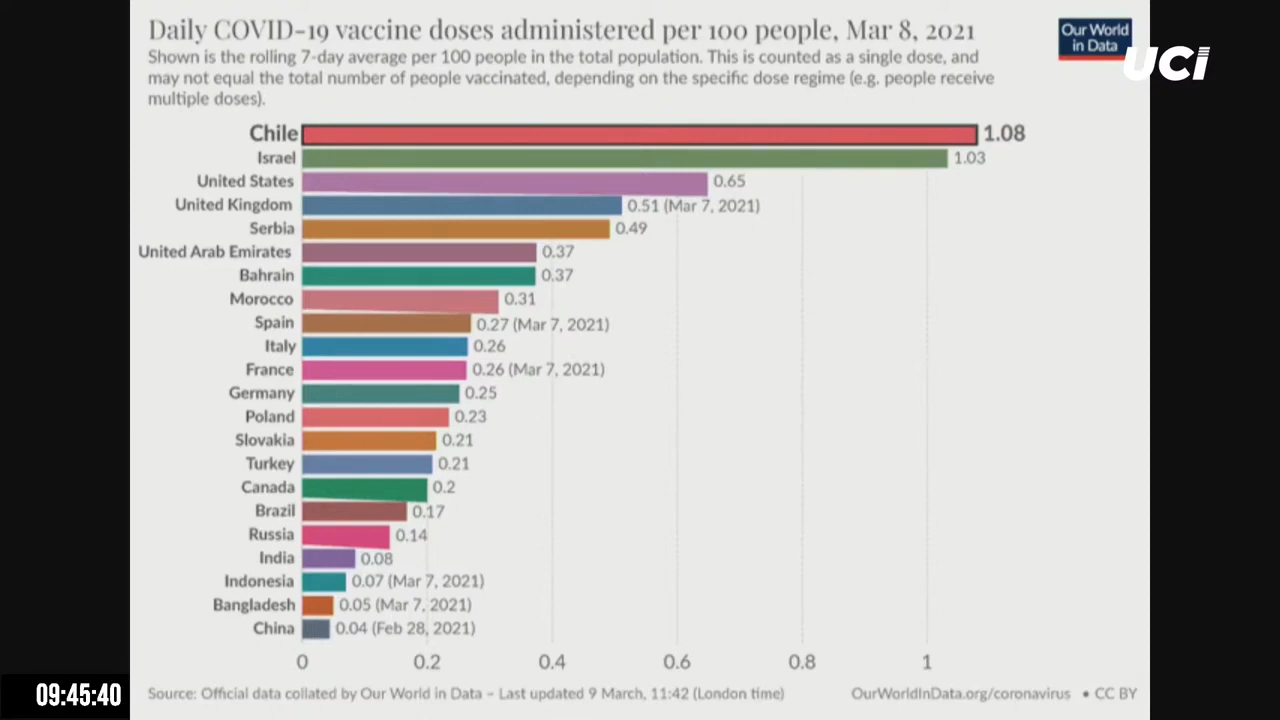 Daily COVID-19 vaccine doses administered per 100 people, Mar 8, 2021
Our World
in Data
UCi
Shown is the rolling 7-day average per 100 people in the total population. This is counted as a single dose, and
may not equal the total number of people vaccinated, depending on the specific dose regime (e.g. people receive
multiple doses).
Chile 1.08
Israel 1.03
United States 0.65
United Kingdom 0.51 (Mar 7, 2021)
Serbia 0.49
United Arab Emirates 0.37
Bahrain 0.37
Morocco 0.31
Spain 0.27 (Mar 7, 2021)
Italy 0.26
France 0.26 (Mar 7, 2021)
Germany 0.25
Poland 0.23
Slovakia 0.21
Turkey 0.21
Canada 0.2
Brazil 0.17
Russia 0.14
India 0.08
Indonesia 0.07 (Mar 7, 2021)
Bangladesh 0.05 (Mar 7, 2021)
China 0.04 (Feb 28, 2021)
0 0.2 0.4 0.6 0.8 1
09:45:40
Source: Official data collated by Our World in Data – Last updated 9 March, 11:42 (London time)
OurWorldInData.org/coronavirus • CC BY